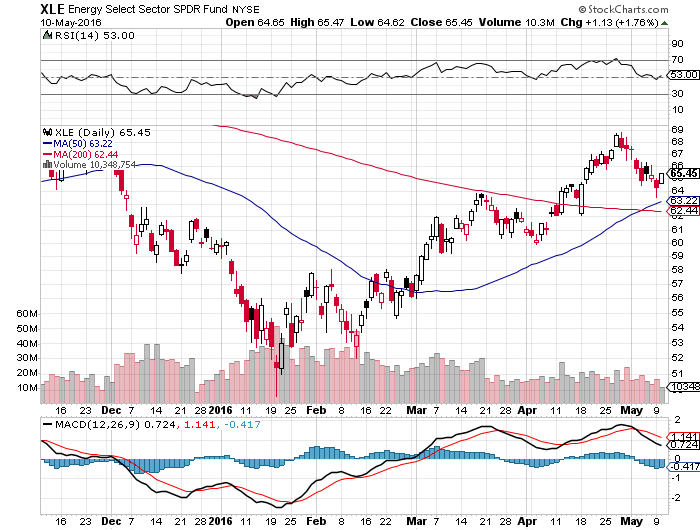 XLE Energy Select Sector SPDR Fund NYSE © StockCharts.com
10-May-2016 Open 64.65 High 65.47 Low 64.62 Close 65.45 Volume 10.3M Chg +1.13 (+1.76%)
RSI(14) 53.00
90
70
53.00
30
10
XLE (Daily) 65.45
MA(50) 63.22
MA(200) 62.44
Volume 10,348,754
69
68
67
66
65.45
64
63.22
62.44
61
60
59
58
57
56
55
54
53
52
51
50
60M
50M
40M
30M
20M
10M
10348
16 23 Dec 7 14 21 28 2016 11 19 25 Feb 8 16 22 Mar 7 14 21 28 Apr 11 18 25 May 9
MACD(12,26,9) 0.724, 1.141, -0.417
2
1.141
0.724
-0.417
-1
-2
16 23 Dec 7 14 21 28 2016 11 19 25 Feb 8 16 22 Mar 7 14 21 28 Apr 11 18 25 May 9